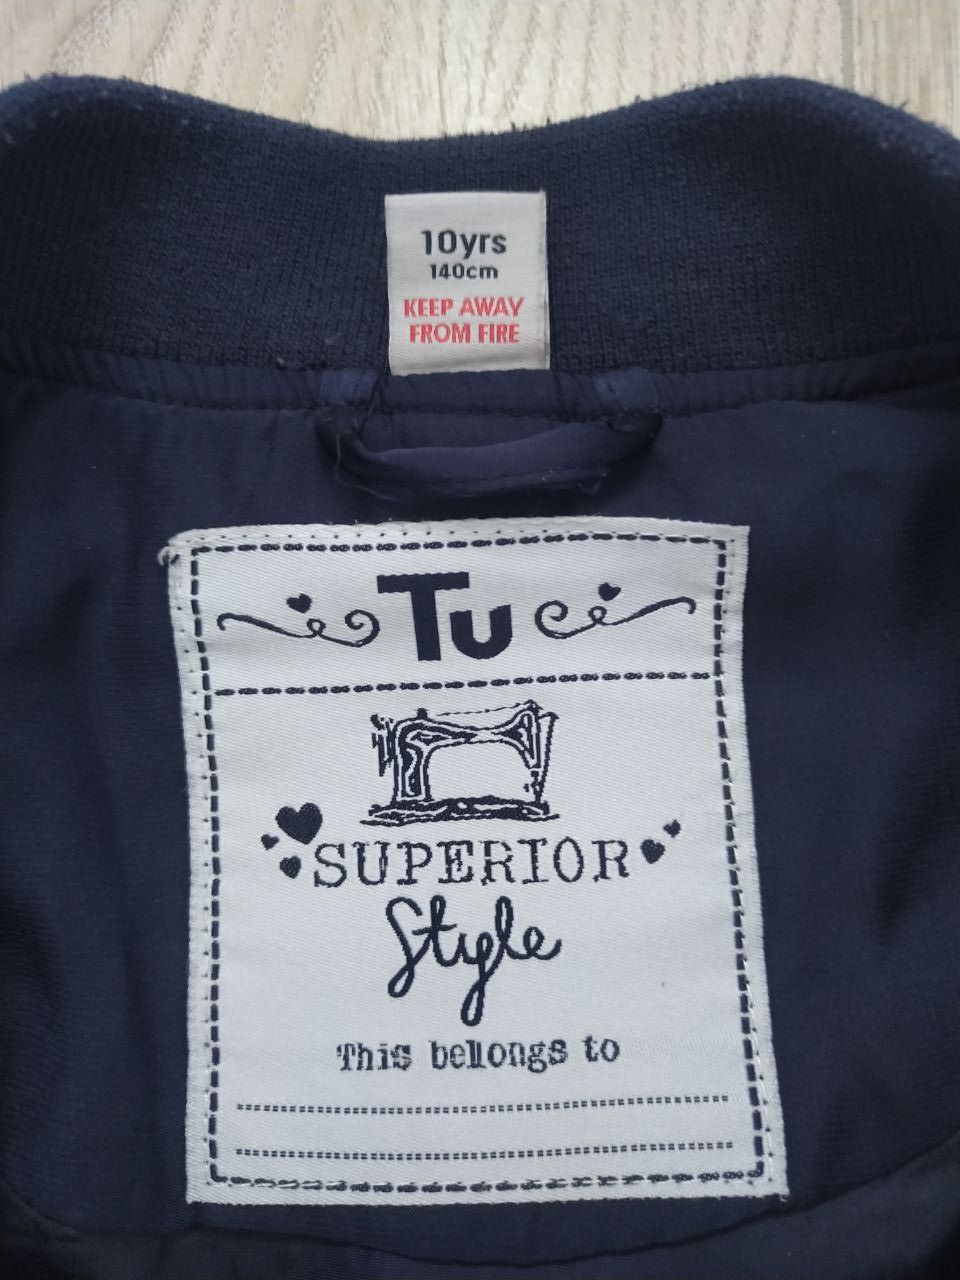 10yrs
140cm
KEEP AWAY
FROM FIRE
Tu
SUPERIOR
Style
This belongs to